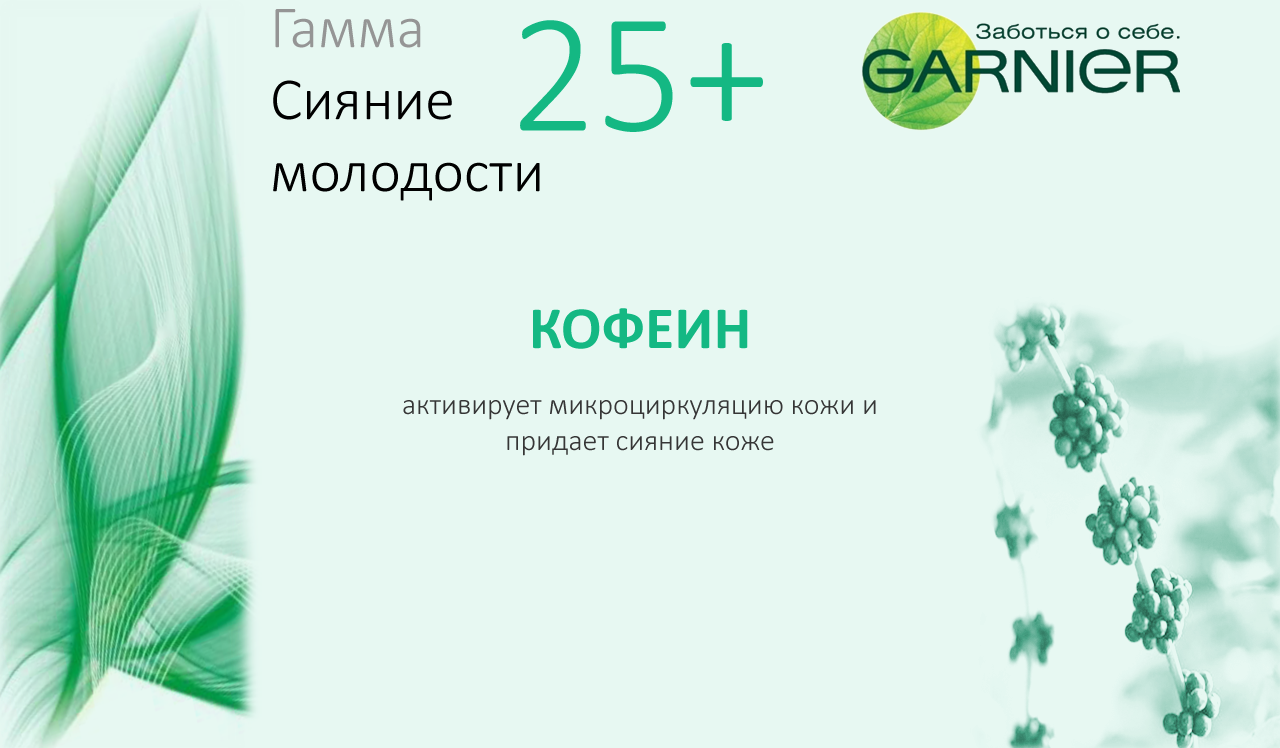 Гамма
Сияние
молодости
25+
Заботься о себе.
GARNIER
КОФЕИН
активирует микроциркуляцию кожи и
придает сияние коже